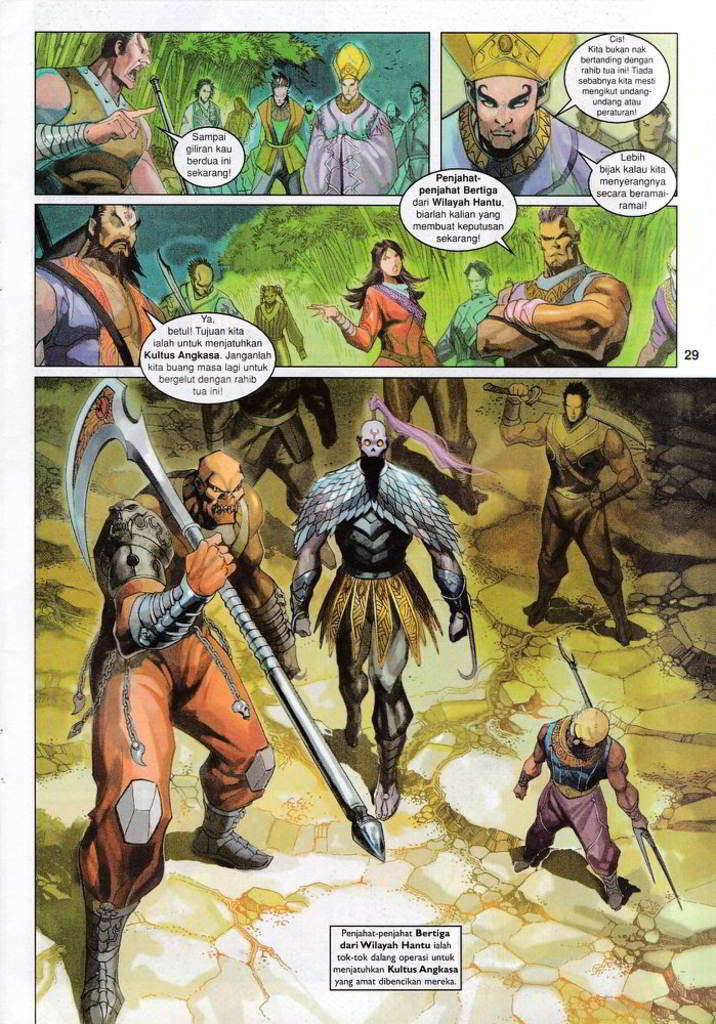 Sampai
giliran kau
berdua ini
sekarang!
Cis!
Kita bukan nak
bertanding dengan
rahib tua ini! Tiada
sebabnya kita mesti
mengikut undang-
undang atau
peraturan!
Lebih
bijak kalau kita
menyerangnya
secara beramai-
ramai!
Penjahat-
penjahat Bertiga
dari Wilayah Hantu,
biarlah kalian yang
membuat keputusan
sekarang!
Ya,
betul! Tujuan kita
ialah untuk menjatuhkan
Kultus Angkasa. Janganlah
kita buang masa lagi untuk
bergelut dengan rahib
tua ini!
29
Penjahat-penjahat Bertiga
dari Wilayah Hantu ialah
tok-tok dalang operasi untuk
menjatuhkan Kultus Angkasa
yang amat dibencikan mereka.